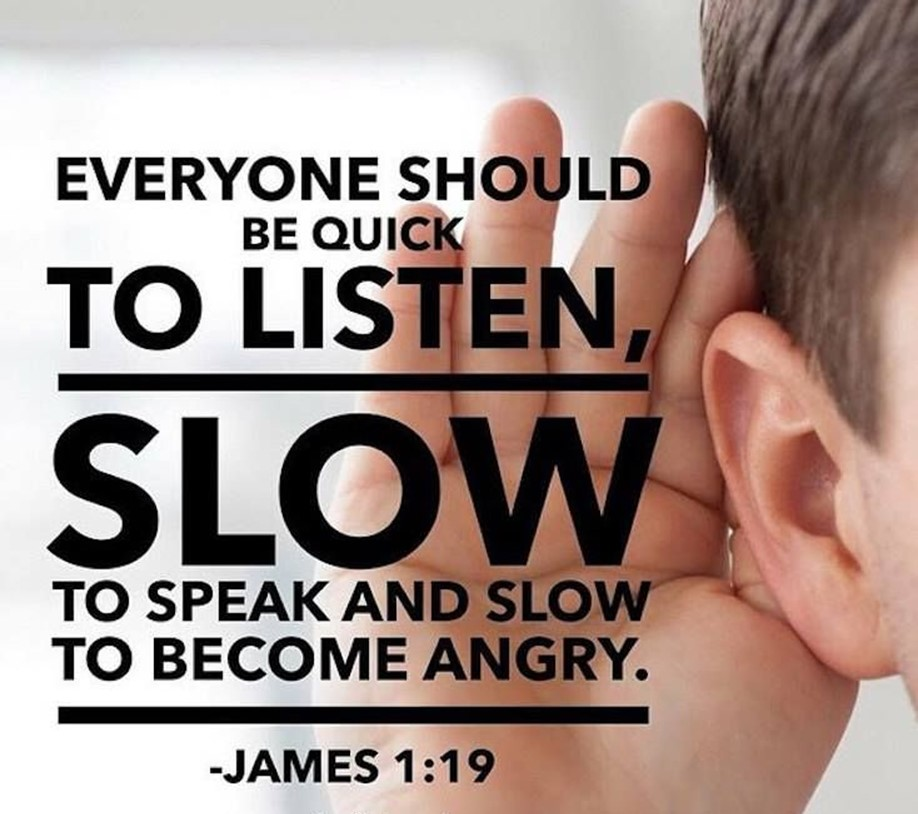 EVERYONE SHOULD
BE QUICK
TO LISTEN,
SLOW
TO SPEAK AND SLOW
TO BECOME ANGRY.
-JAMES 1:19